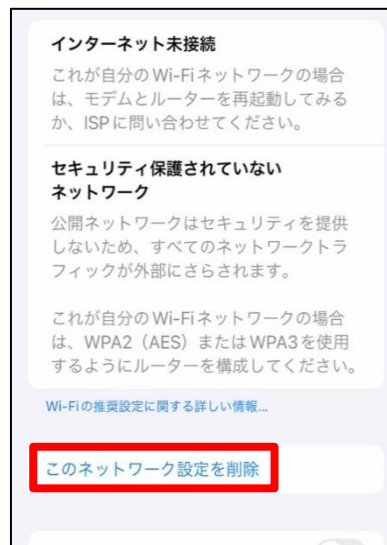 インターネット未接続
これが自分のWi-Fiネットワークの場合
は、モデムとルーターを再起動してみる
か、ISPに問い合わせてください。
セキュリティ保護されていない
ネットワーク
公開ネットワークはセキュリティを提供
しないため、すべてのネットワークトラ
フィックが外部にさらされます。
これが自分のWi-Fiネットワークの場合
は、WPA2（AES）またはWPA3を使用
するようにルーターを構成してください。
Wi-Fiの推奨設定に関する詳しい情報...
このネットワーク設定を削除